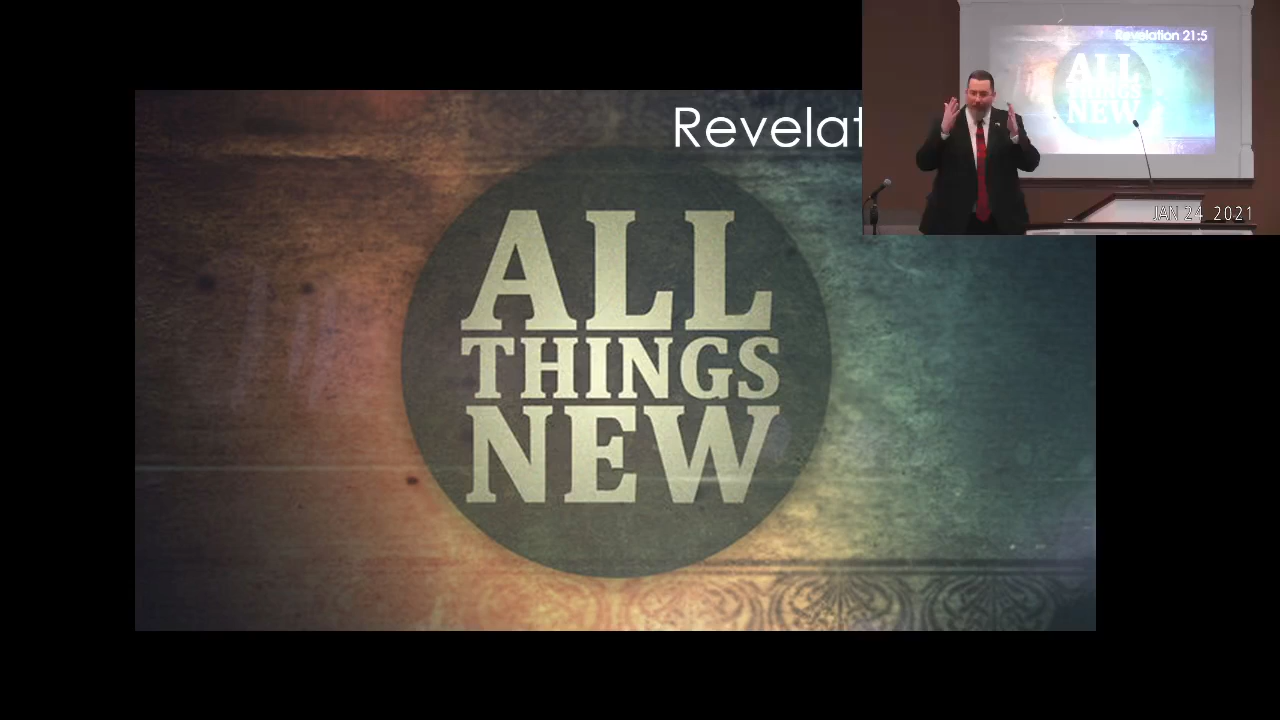 Revelat
ALL
THINGS
NEW
Revelation 21:5
ALL
THINGS
NEW
JAN 24 2021